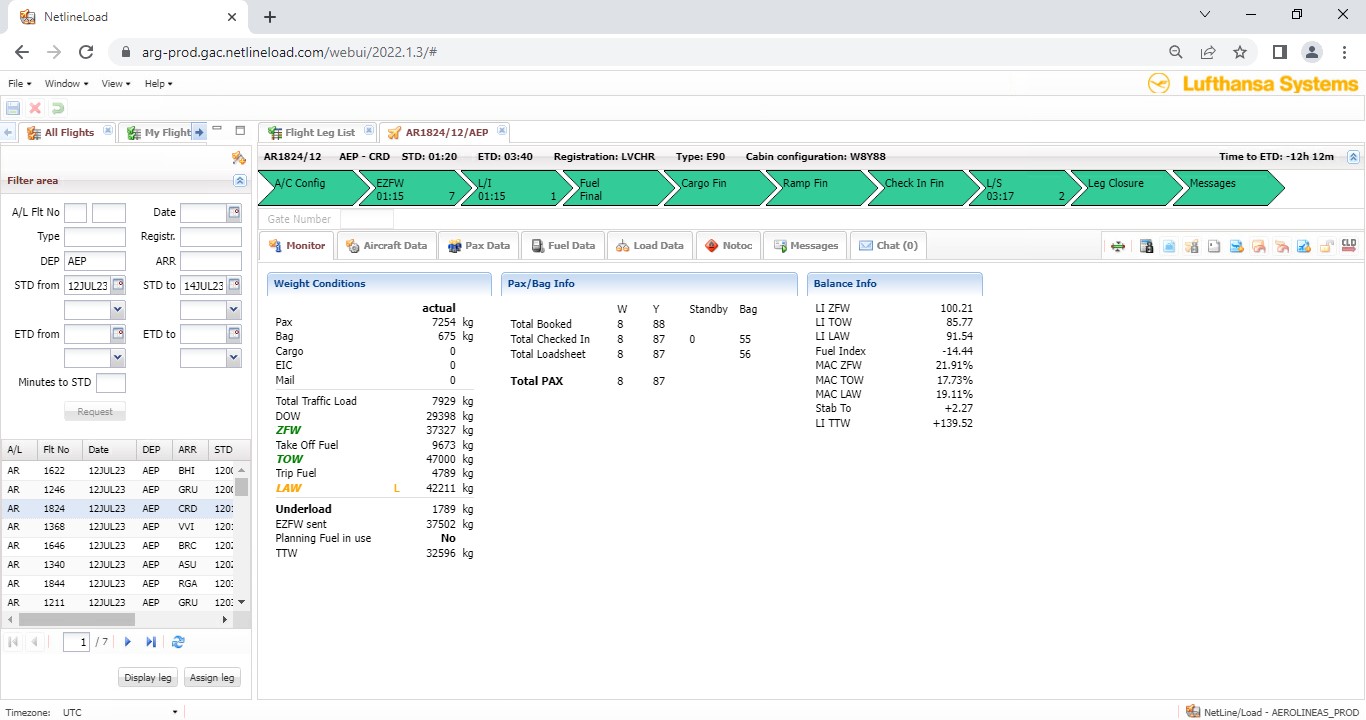 NetlineLoad
arg-prod.gac.netlineload.com/webui/2022.1.3/#
File Window View Help
Lufthansa Systems
All Flights My Flight Flight Leg List AR1824/12/AEP
AR1824/12 AEP - CRD STD: 01:20 ETD: 03:40 Registration: LVCHR Type: E90 Cabin configuration: W8Y88 Time to ETD: -12h 12m
A/C Config EZFW L/I Fuel Cargo Fin Ramp Fin Check In Fin L/S Leg Closure Messages
01:15 7 01:15 1 Final 03:17 2
Gate Number
Monitor Aircraft Data Pax Data Fuel Data Load Data Notoc Messages Chat (0) CLD
Filter area
A/L Flt No Date
Type Registr.
DEP AEP ARR
STD from 12JUL23 STD to 14JUL23
ETD from ETD to
Minutes to STD
Request
A/L Flt No Date DEP ARR STD
AR 1622 12JUL23 AEP BHI 120
AR 1246 12JUL23 AEP GRU 120
AR 1824 12JUL23 AEP CRD 120
AR 1368 12JUL23 AEP VVI 120
AR 1646 12JUL23 AEP BRC 120
AR 1340 12JUL23 AEP ASU 120
AR 1844 12JUL23 AEP RGA 120
AR 1211 12JUL23 AEP GRU 120
1 / 7
Display leg Assign leg
Weight Conditions
actual
Pax 7254 kg
Bag 675 kg
Cargo 0
EIC 0
Mail 0
Total Traffic Load 7929 kg
DOW 29398 kg
ZFW 37327 kg
Take Off Fuel 9673 kg
TOW 47000 kg
Trip Fuel 4789 kg
LAW L 42211 kg
Underload 1789 kg
EZFW sent 37502 kg
Planning Fuel in use No
TTW 32596 kg
Pax/Bag Info
W Y Standby Bag
Total Booked 8 88
Total Checked In 8 87 0 55
Total Loadsheet 8 87 56
Total PAX 8 87
Balance Info
LI ZFW 100.21
LI TOW 85.77
LI LAW 91.54
Fuel Index -14.44
MAC ZFW 21.91%
MAC TOW 17.73%
MAC LAW 19.11%
Stab To +2.27
LI TTW +139.52
Timezone: UTC NetLine/Load - AEROLINEAS_PROD